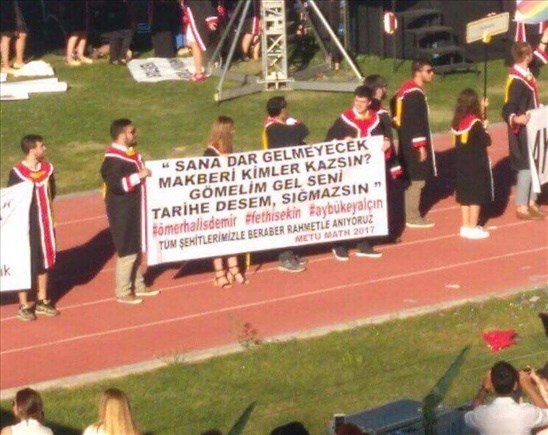 “ SANA DAR GELMEYECEK
MAKBERİ KİMLER KAZSIN?
GÖMELİM GEL SENİ
TARİHE DESEM, SIĞMAZSIN ”
#ömerhalisdemir #fethisekin #aybükeyalçın
TÜM ŞEHİTLERİMİZLE BERABER RAHMETLE ANIYORUZ
METU MATH 2017